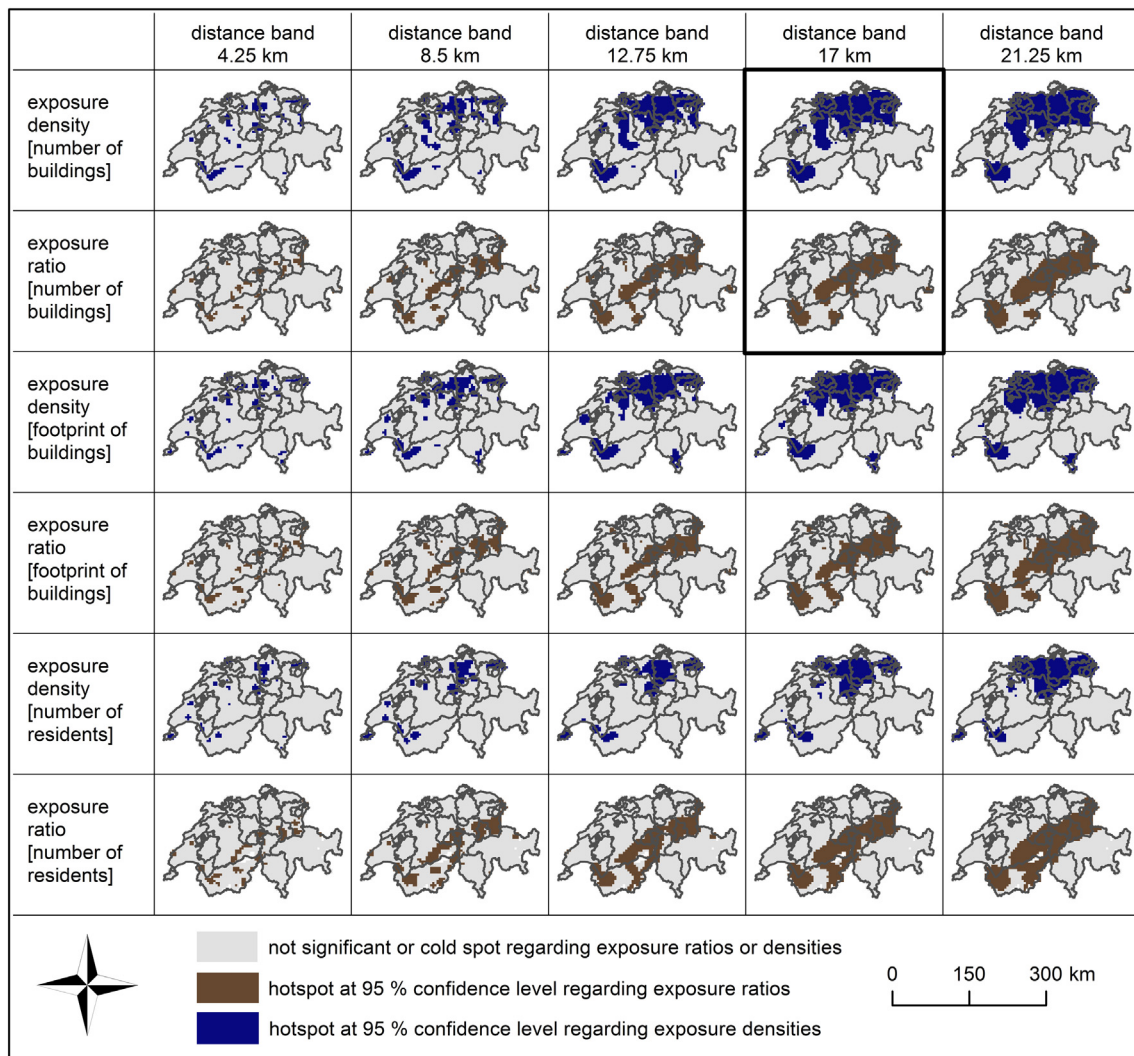 distance band
4.25 km
distance band
8.5 km
distance band
12.75 km
distance band
17 km
distance band
21.25 km
exposure
density
[number of
buildings]
exposure
ratio
[number of
buildings]
exposure
density
[footprint of
buildings]
exposure
ratio
[footprint of
buildings]
exposure
density
[number of
residents]
exposure
ratio
[number of
residents]
not significant or cold spot regarding exposure ratios or densities
hotspot at 95 % confidence level regarding exposure ratios
hotspot at 95 % confidence level regarding exposure densities
0 150 300 km